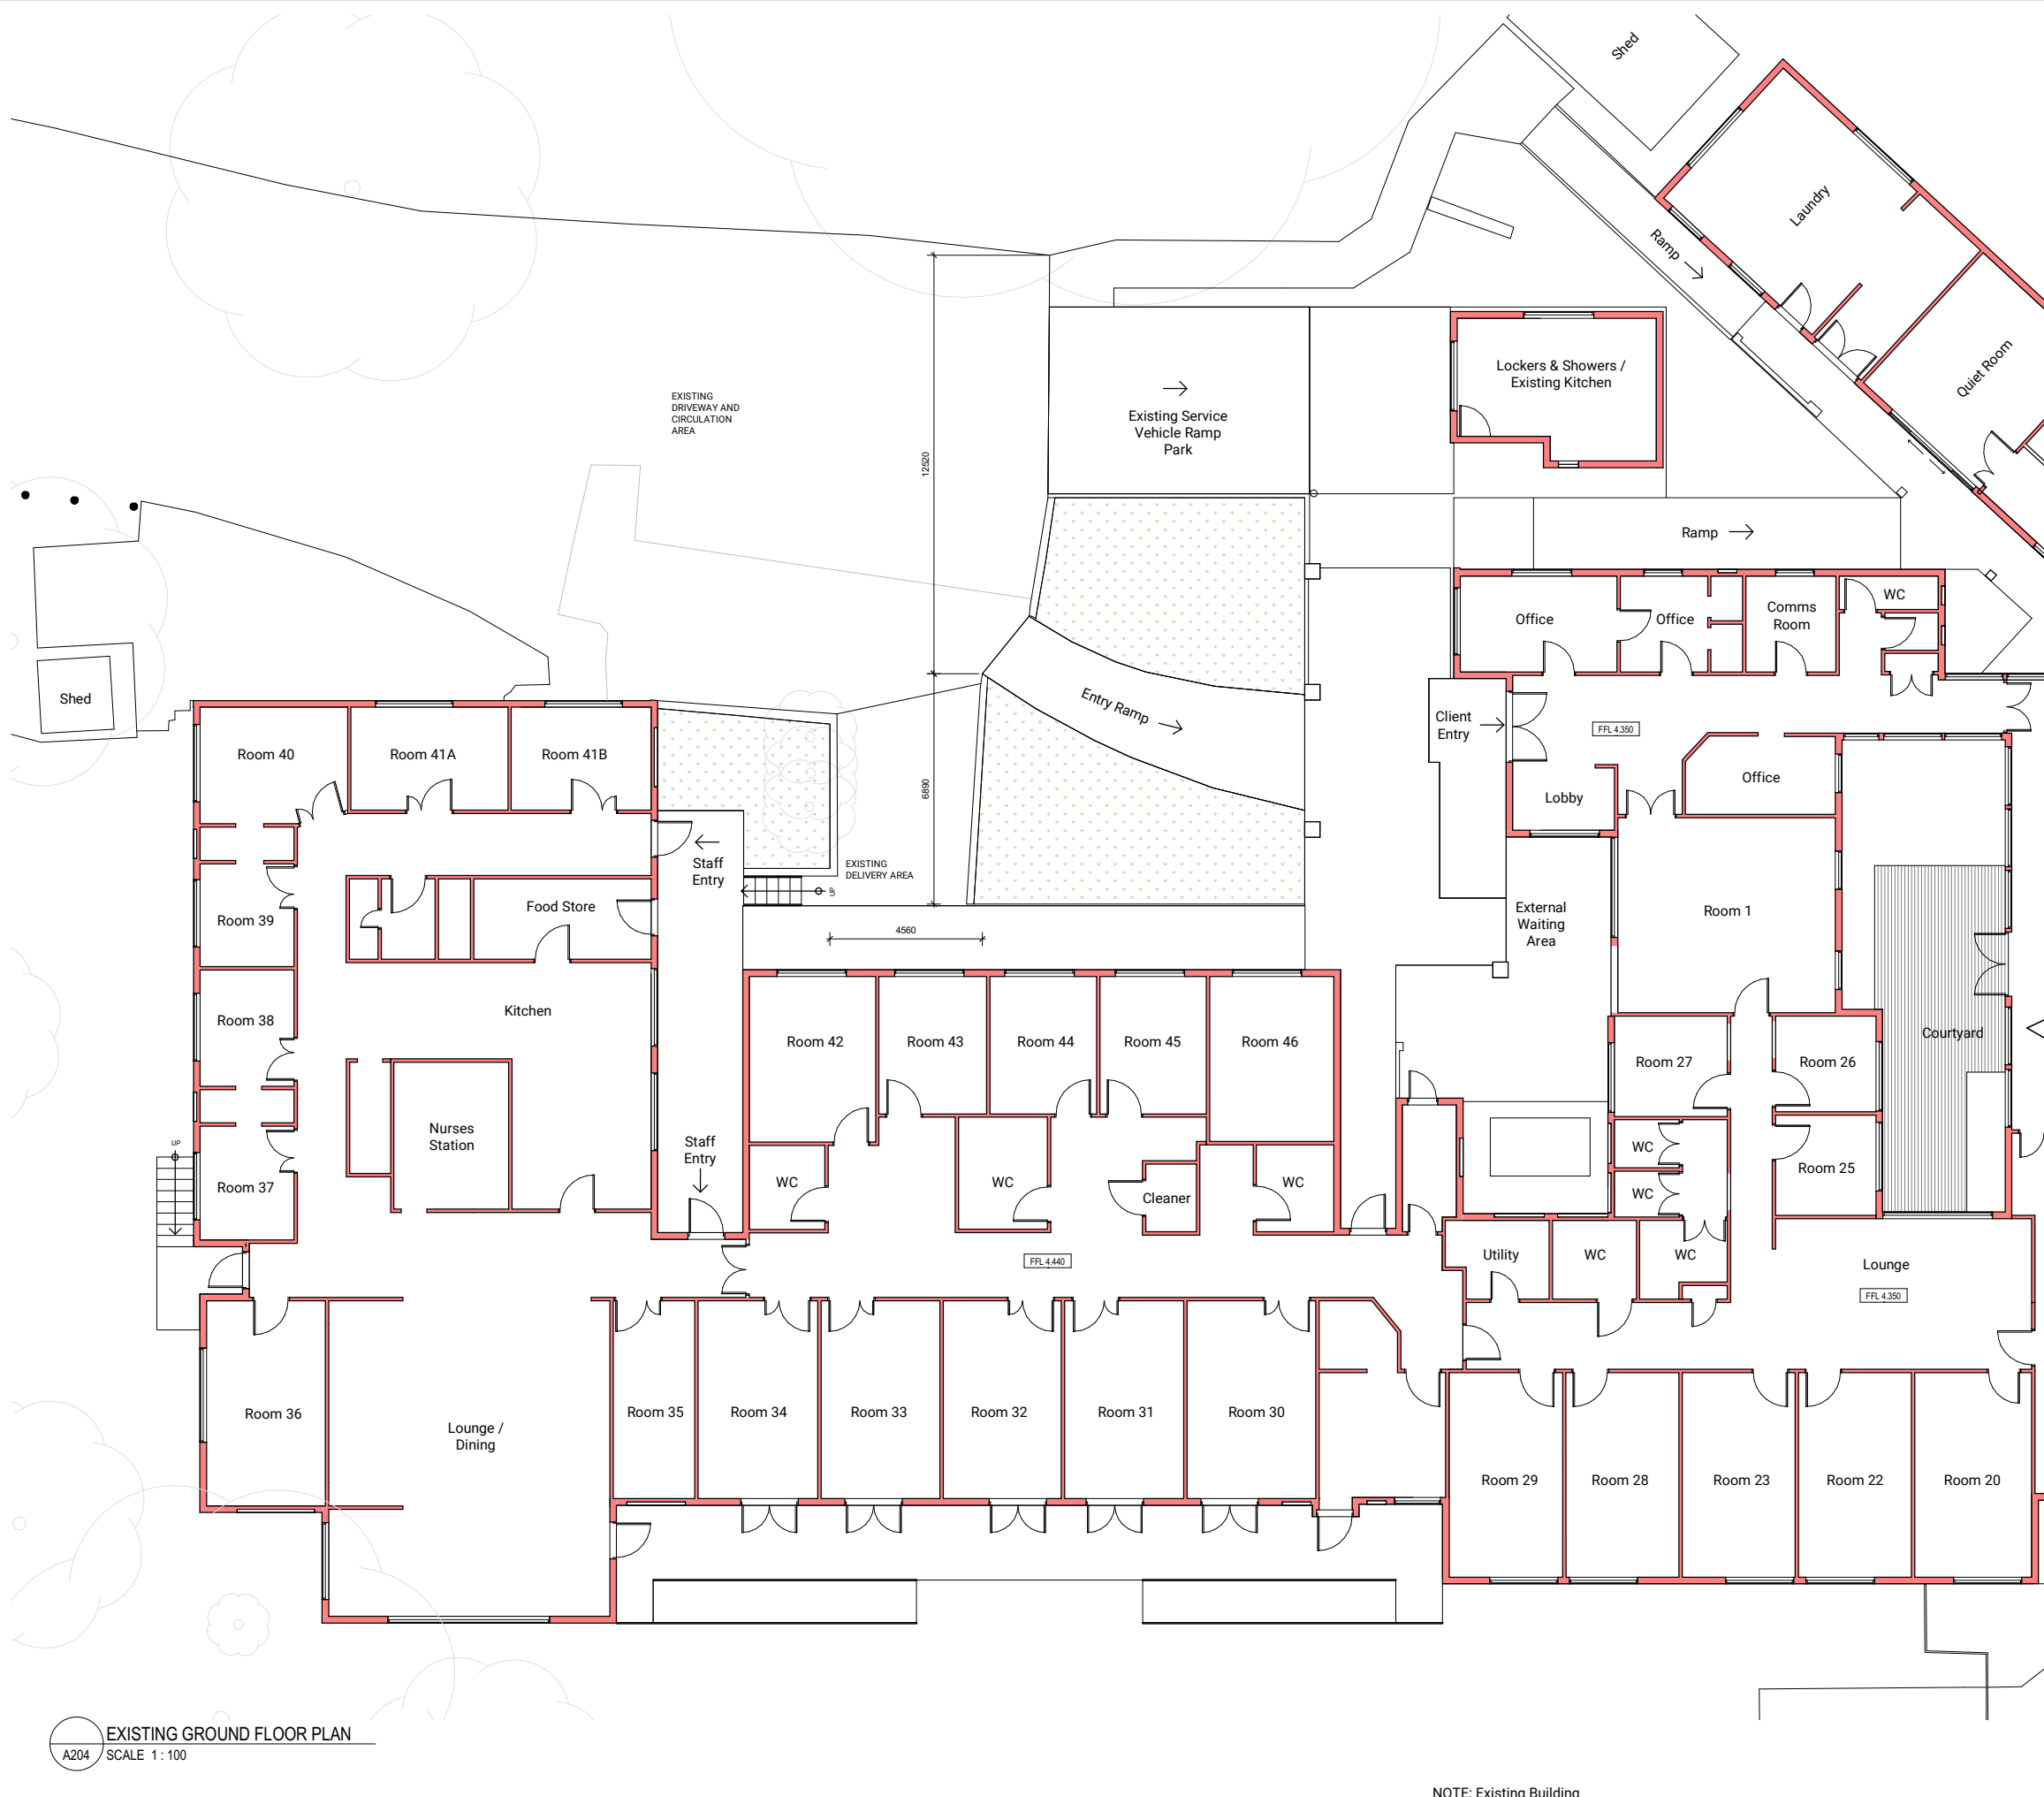 Shed
Laundry
Ramp
Quiet Room
Lockers & Showers /
Existing Kitchen
EXISTING
DRIVEWAY AND
CIRCULATION
AREA
Existing Service
Vehicle Ramp
Park
12520
Ramp
Office
Office
Comms
Room
WC
Shed
Entry Ramp
Client
Entry
FFL 4.350
Room 40
Room 41A
Room 41B
Office
6890
Lobby
Staff
Entry
EXISTING
DELIVERY AREA
UP
Food Store
Room 39
4560
External
Waiting
Area
Room 1
Room 38
Kitchen
Room 42
Room 43
Room 44
Room 45
Room 46
Courtyard
Room 27
Room 26
Nurses
Station
UP
Staff
Entry
WC
Room 25
Room 37
WC
WC
Cleaner
WC
WC
Utility
WC
WC
Lounge
FFL 4.440
FFL 4.350
Room 36
Lounge /
Dining
Room 35
Room 34
Room 33
Room 32
Room 31
Room 30
Room 29
Room 28
Room 23
Room 22
Room 20
EXISTING GROUND FLOOR PLAN
A204
SCALE 1 : 100
NOTE: Existing Building